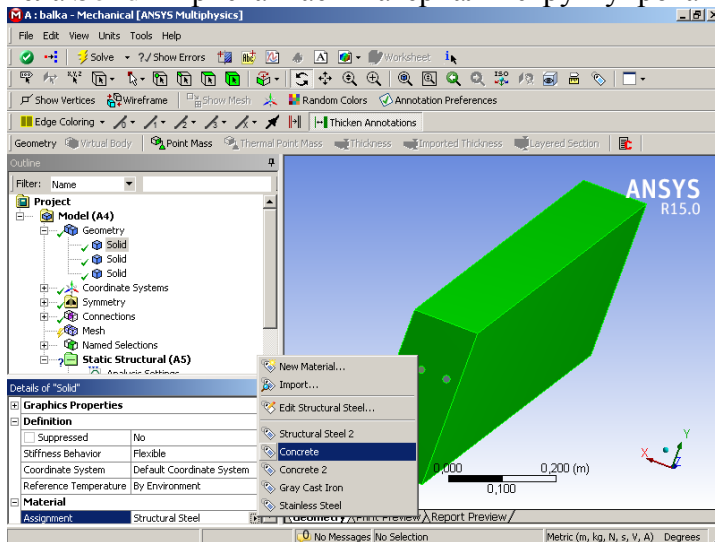 A : balka - Mechanical [ANSYS Multiphysics]
File Edit View Units Tools Help
Solve ?/ Show Errors Worksheet
Show Vertices Wireframe Show Mesh Random Colors Annotation Preferences
Edge Coloring Thicken Annotations
Geometry Virtual Body Point Mass Thermal Point Mass Thickness Imported Thickness Layered Section
Outline
Filter: Name
Project
Model (A4)
Geometry
Solid
Solid
Solid
Coordinate Systems
Symmetry
Connections
Mesh
Named Selections
Static Structural (A5)
ANSYS
R15.0
New Material...
Import...
Edit Structural Steel...
Structural Steel 2
Concrete
Concrete 2
Gray Cast Iron
Stainless Steel
Details of "Solid"
Graphics Properties
Definition
Suppressed No
Stiffness Behavior Flexible
Coordinate System Default Coordinate System
Reference Temperature By Environment
Material
Assignment Structural Steel
0,000 0,200 (m)
0,100
Y
X
Z
Geometry Print Preview Report Preview
No Messages No Selection Metric (m, kg, N, s, V, A) Degrees